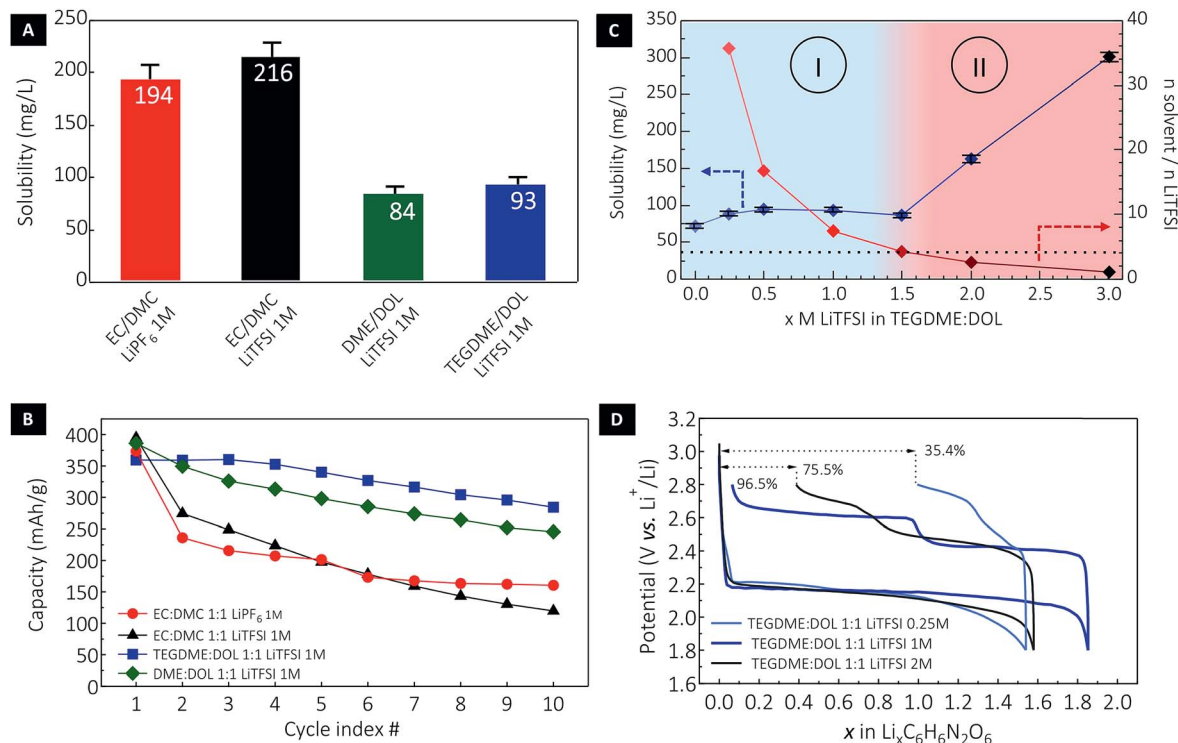 A
Solubility (mg/L)
250
200
150
100
50
0
194
216
84
93
EC/DMC
LiPF6 1M
EC/DMC
LiTFSI 1M
DME/DOL
LiTFSI 1M
TEGDME/DOL
LiTFSI 1M
C
Solubility (mg/L)
350
300
250
200
150
100
50
0
I
II
40
30
20
10
0
n solvent / n LiTFSI
0.0 0.5 1.0 1.5 2.0 3.0
x M LiTFSI in TEGDME:DOL
B
Capacity (mAh/g)
400
350
300
250
200
150
100
50
0
EC:DMC 1:1 LiPF6 1M
EC:DMC 1:1 LiTFSI 1M
TEGDME:DOL 1:1 LiTFSI 1M
DME:DOL 1:1 LiTFSI 1M
1 2 3 4 5 6 7 8 9 10
Cycle index #
D
Potential (V vs. Li+/Li)
3.2
3.0
2.8
2.6
2.4
2.2
2.0
1.8
1.6
35.4%
75.5%
96.5%
TEGDME:DOL 1:1 LiTFSI 0.25M
TEGDME:DOL 1:1 LiTFSI 1M
TEGDME:DOL 1:1 LiTFSI 2M
0.0 0.2 0.4 0.6 0.8 1.0 1.2 1.4 1.6 1.8 2.0
x in LixC6H6N2O6